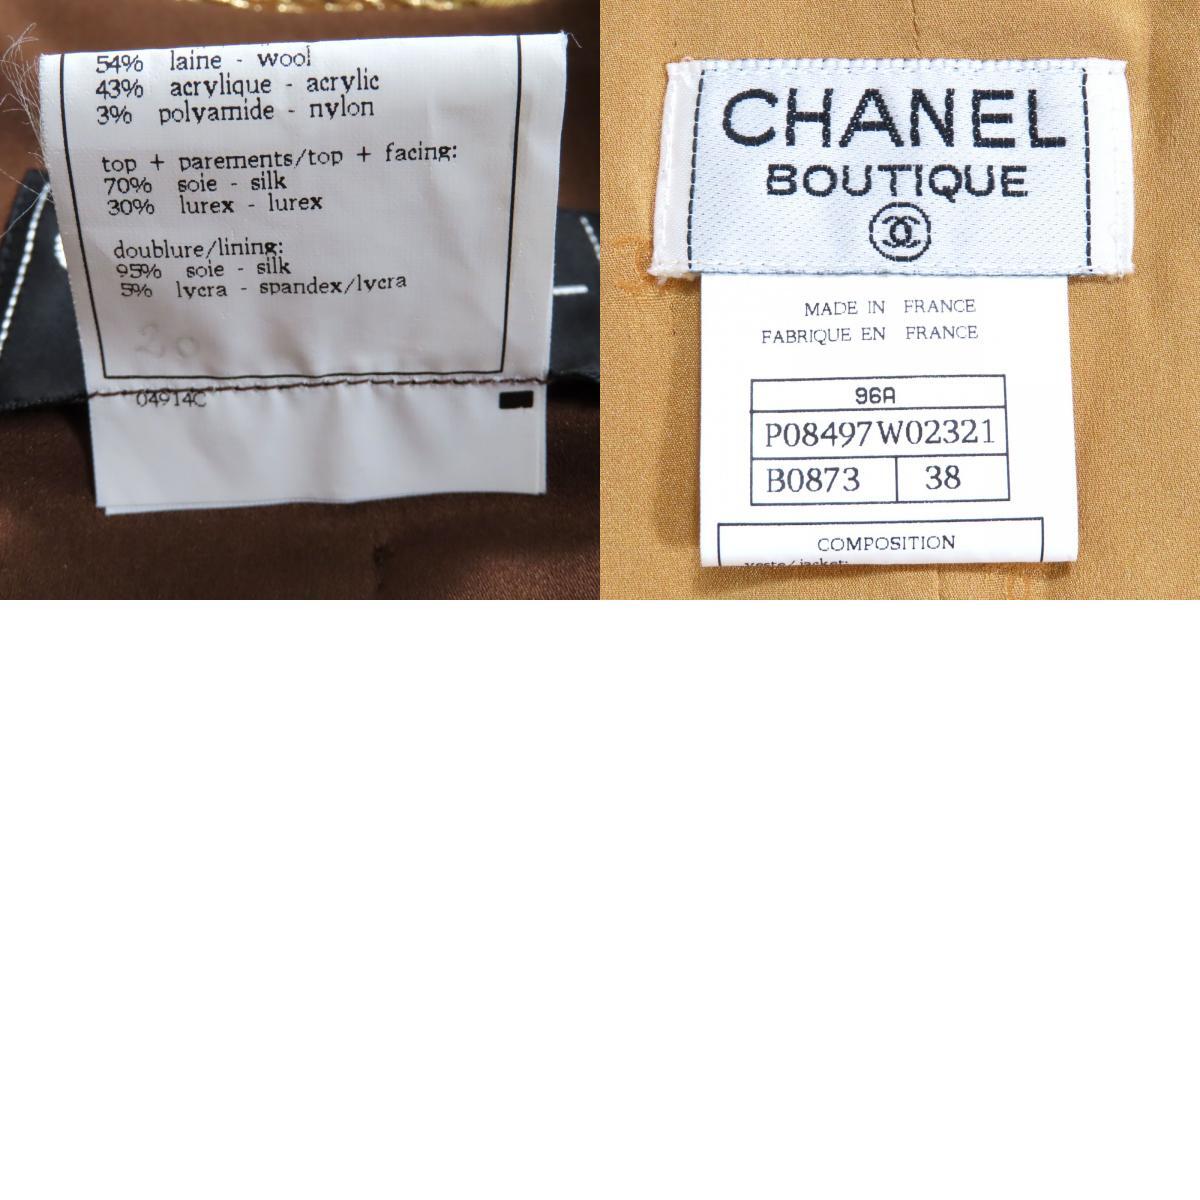 54% laine - wool
43% acrylique - acrylic
3% polyamide - nylon
top + parements/top + facing:
70% soie - silk
30% lurex - lurex
doublure/lining:
95% soie - silk
5% lycra - spandex/lycra
04914C
CHANEL
BOUTIQUE
MADE IN FRANCE
FABRIQUE EN FRANCE
96A
P08497W02321
B0873 38
COMPOSITION
veste/jacket: